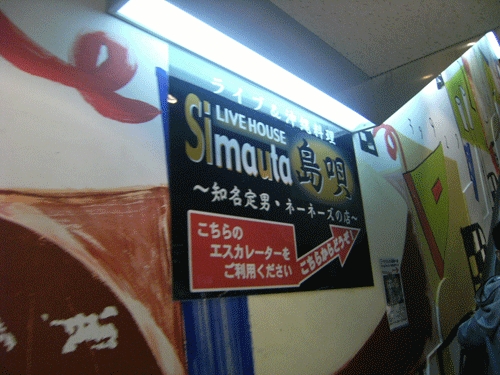 ライブ&沖縄料理
LIVE HOUSE
Simauta
島唄
～知名定男・ネーネーズの店～
こちらの
エスカレーターを
ご利用ください
こちらからどうぞ!